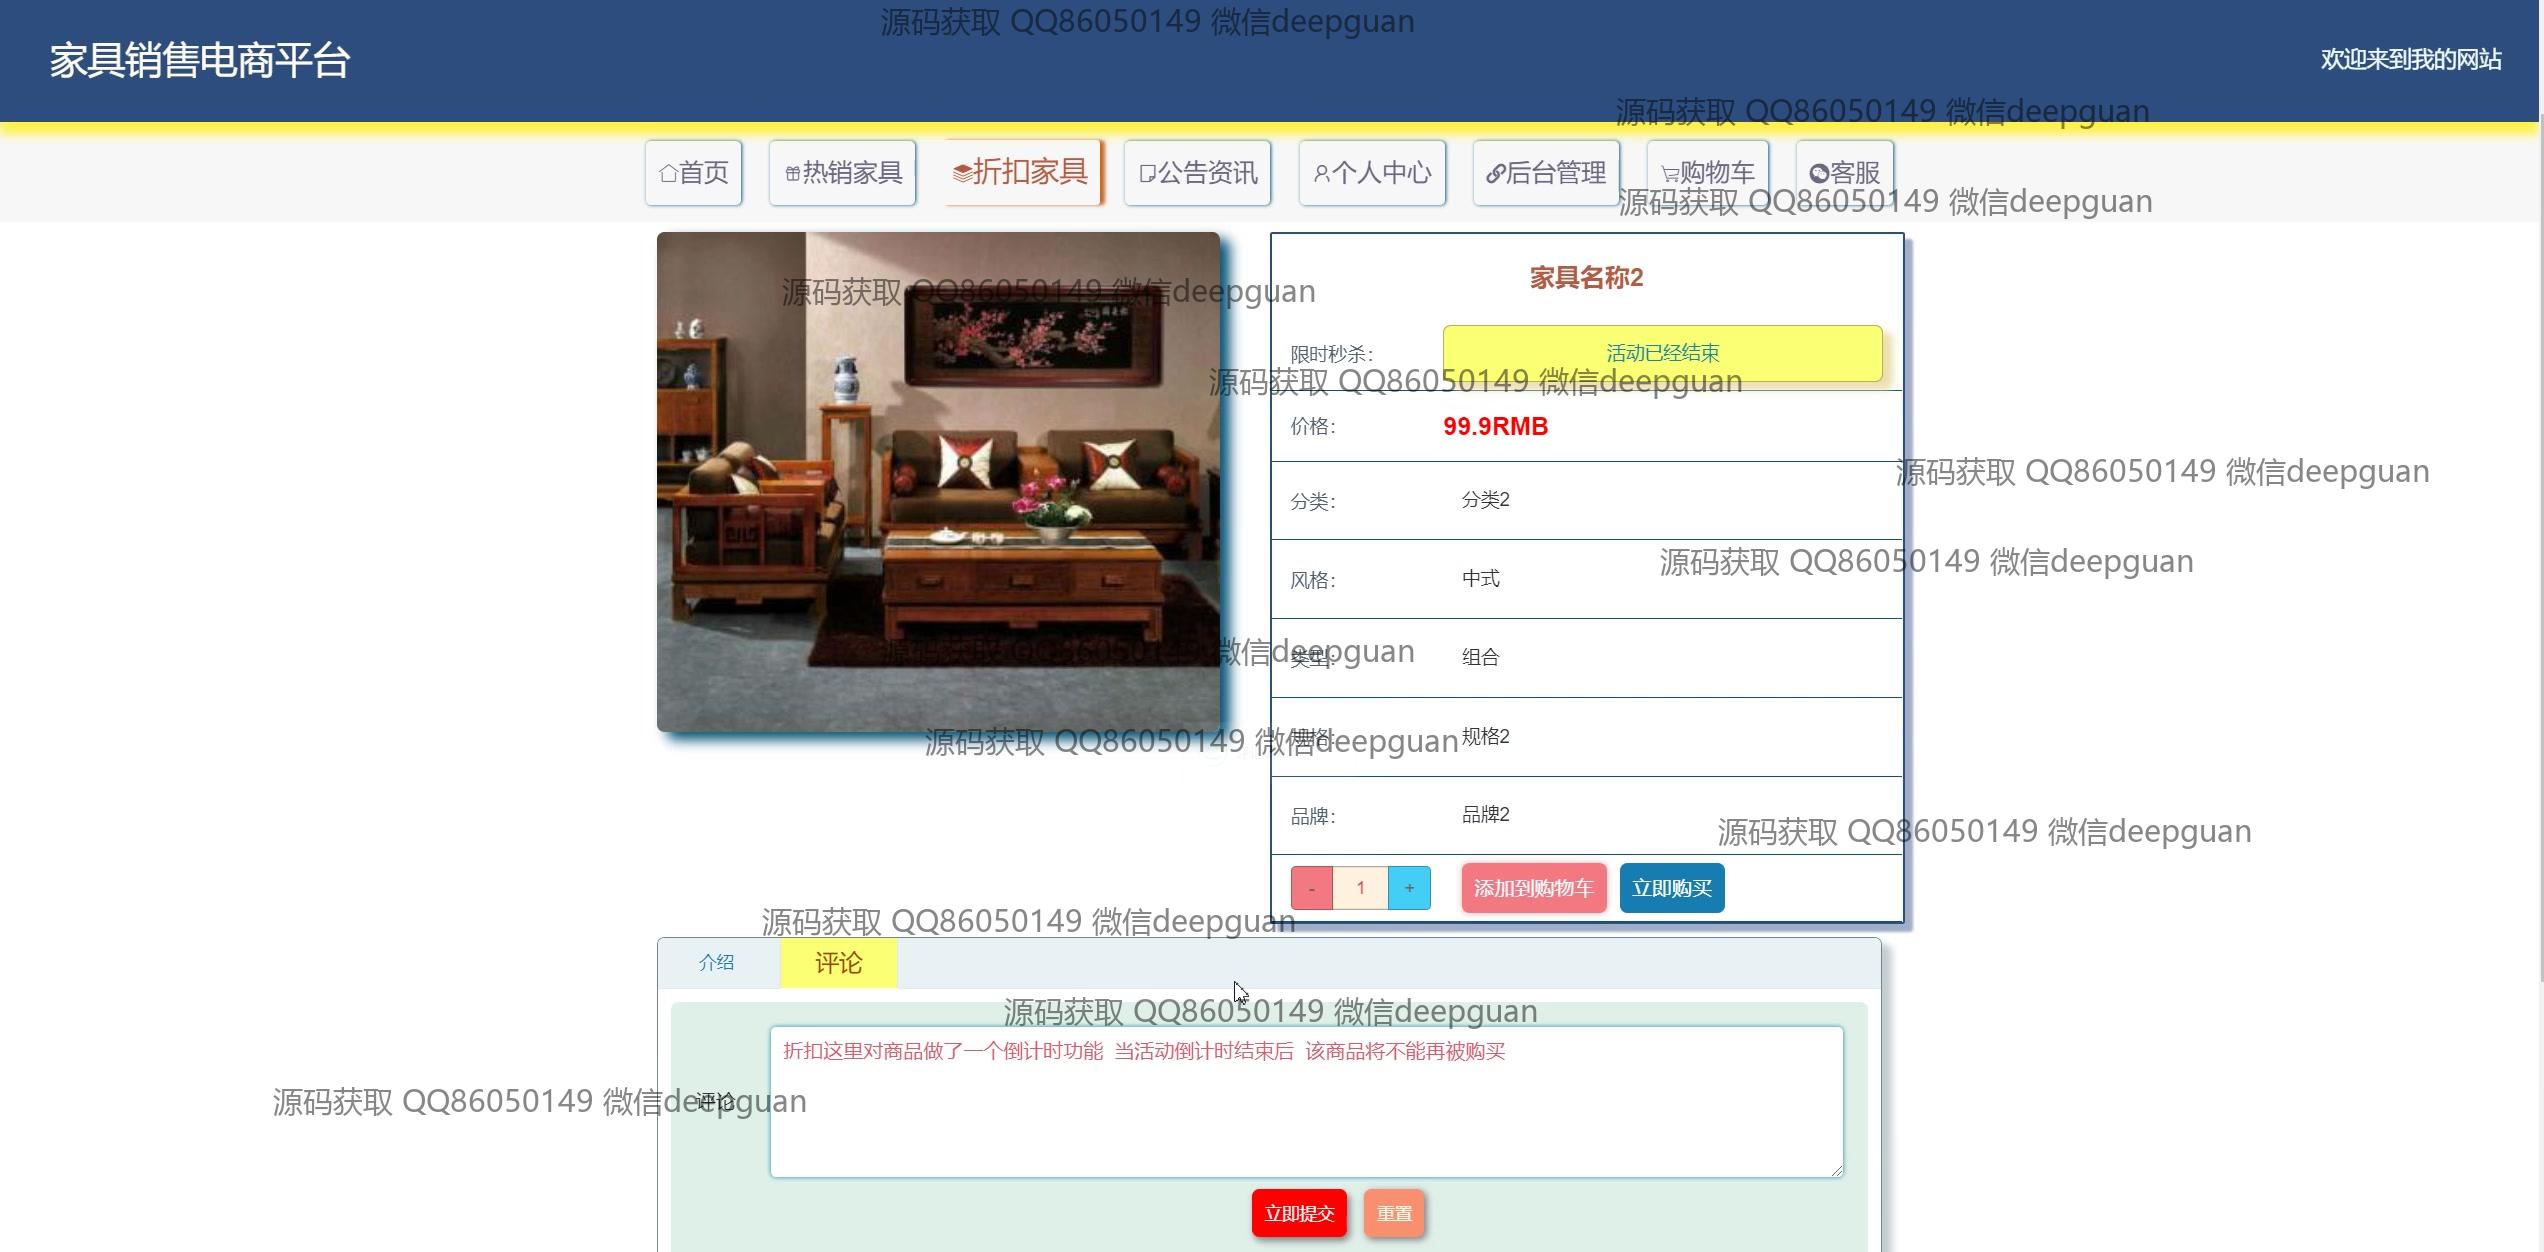 源码获取 QQ86050149 微信deepguan
家具销售电商平台
欢迎来到我的网站
源码获取 QQ86050149 微信deepguan
首页 热销家具 折扣家具 公告资讯 个人中心 后台管理 购物车 客服
源码获取 QQ86050149 微信deepguan
家具名称2
源码获取 QQ86050149 微信deepguan
限时秒杀: 活动已经结束
源码获取 QQ86050149 微信deepguan
价格: 99.9RMB
源码获取 QQ86050149 微信deepguan
分类: 分类2
源码获取 QQ86050149 微信deepguan
风格: 中式
源码获取 QQ86050149 微信deepguan
类型: 组合
源码获取 QQ86050149 微信deepguan
规格: 规格2
品牌: 品牌2
源码获取 QQ86050149 微信deepguan
- 1 + 添加到购物车 立即购买
源码获取 QQ86050149 微信deepguan
介绍 评论
源码获取 QQ86050149 微信deepguan
折扣这里对商品做了一个倒计时功能 当活动倒计时结束后 该商品将不能再被购买
评论
源码获取 QQ86050149 微信deepguan
立即提交 重置